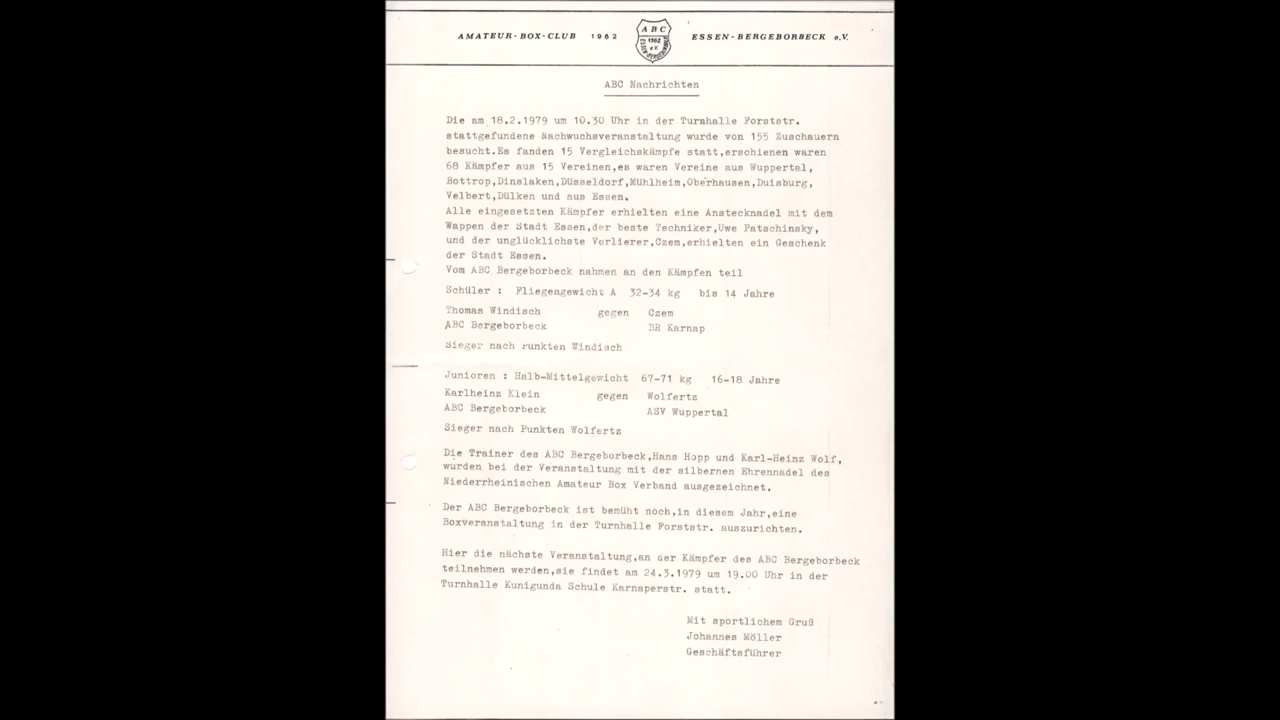 AMATEUR-BOX-CLUB 1962 ABC 1962 e.V. ESSEN-BERGEBORBECK e.V.
ABC Nachrichten
Die am 18.2.1979 um 10.30 Uhr in der Turnhalle Forststr.
stattgefundene Nachwuchsveranstaltung wurde von 155 Zuschauern
besucht.Es fanden 15 Vergleichskämpfe statt,erschienen waren
68 Kämpfer aus 15 Vereinen,es waren Vereine aus Wuppertal,
Bottrop,Dinslaken,Düsseldorf,Mühlheim,Oberhausen,Duisburg,
Velbert,Dülken und aus Essen.
Alle eingesetzten Kämpfer erhielten eine Anstecknadel mit dem
Wappen der Stadt Essen,der beste Techniker,Uwe Patschinsky,
und der unglücklichste Verlierer,Czem,erhielten ein Geschenk
der Stadt Essen.
Vom ABC Bergeborbeck nahmen an den Kämpfen teil
Schüler : Fliegengewicht A 32-34 kg bis 14 Jahre
Thomas Windisch gegen Czem
ABC Bergeborbeck BR Karnap
Sieger nach Punkten Windisch
Junioren : Halb-Mittelgewicht 67-71 kg 16-18 Jahre
Karlheinz Klein gegen Wolfertz
ABC Bergeborbeck ASV Wuppertal
Sieger nach Punkten Wolfertz
Die Trainer des ABC Bergeborbeck,Hans Hopp und Karl-Heinz Wolf,
wurden bei der Veranstaltung mit der silbernen Ehrennadel des
Niederrheinischen Amateur Box Verband ausgezeichnet.
Der ABC Bergeborbeck ist bemüht noch,in diesem Jahr,eine
Boxveranstaltung in der Turnhalle Forststr. auszurichten.
Hier die nächste Veranstaltung,an der Kämpfer des ABC Bergeborbeck
teilnehmen werden,sie findet am 24.3.1979 um 19.00 Uhr in der
Turnhalle Kunigunda Schule Karnaperstr. statt.
Mit sportlichem Gruß
Johannes Möller
Geschäftsführer